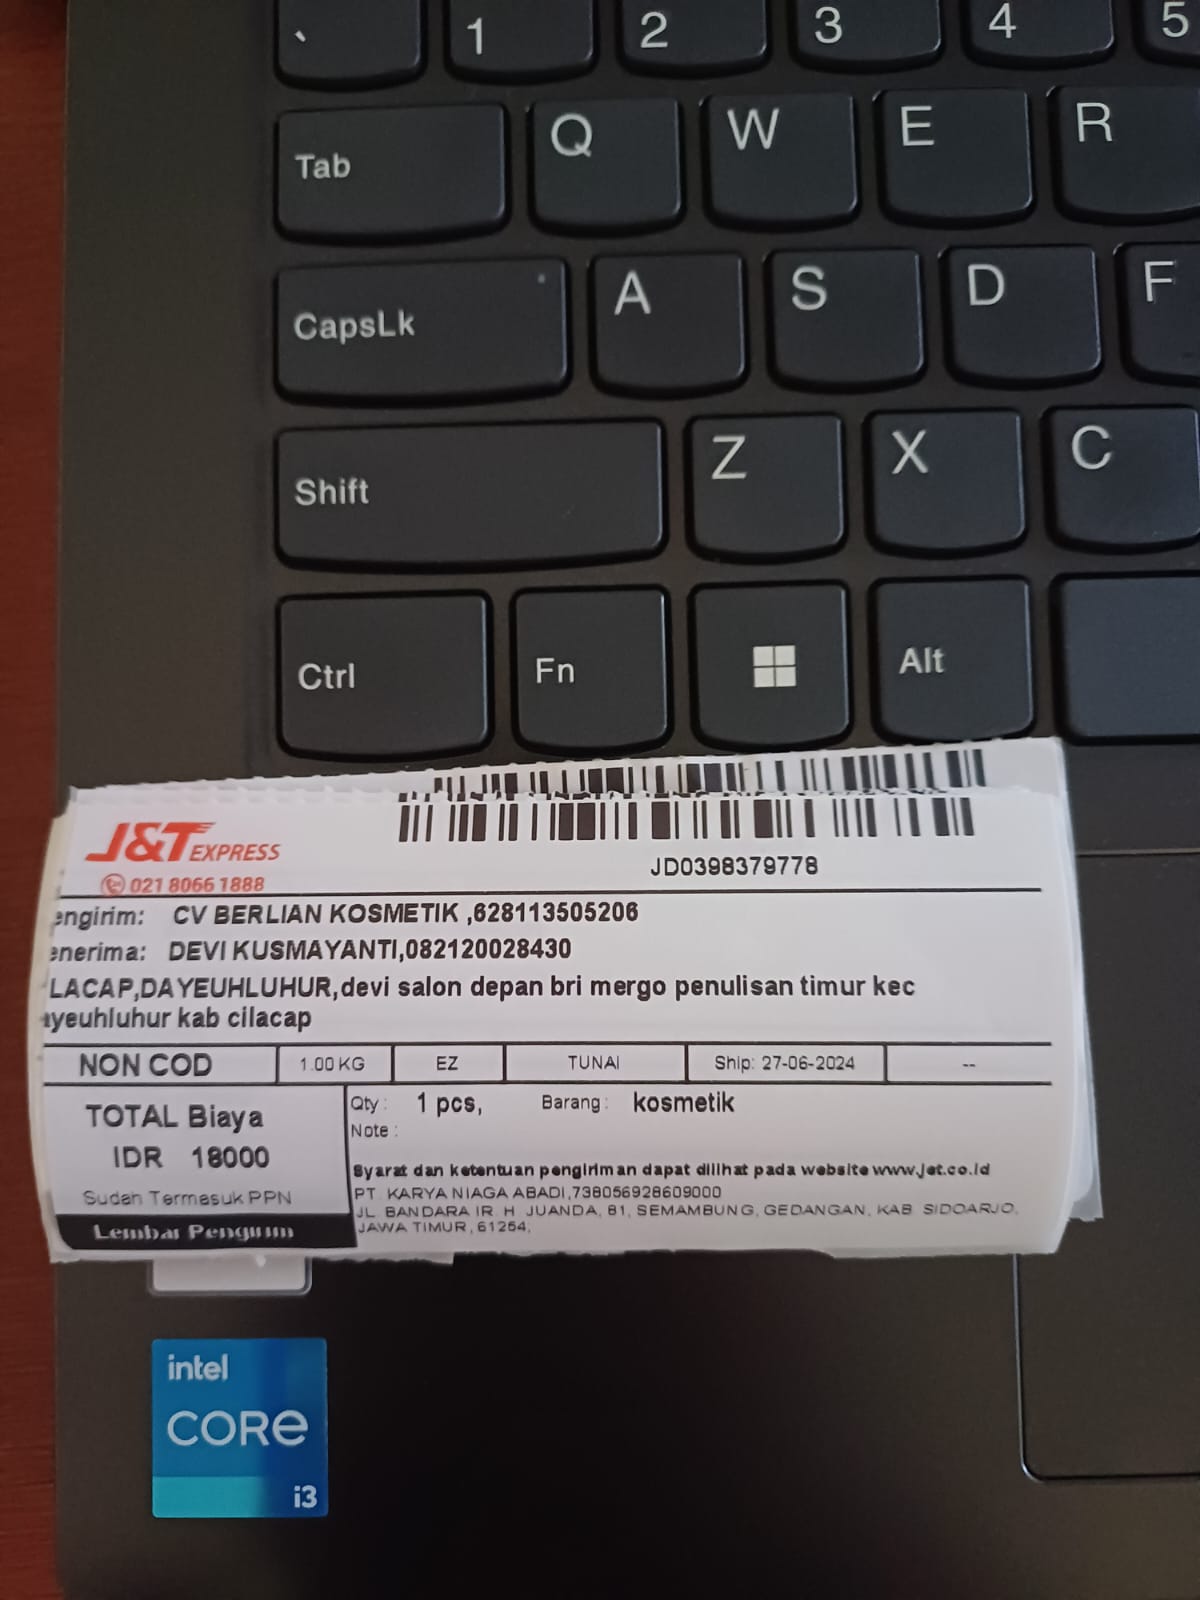 ` 1 2 3 4 5
Tab Q W E R
CapsLk A S D F
Shift Z X C
Ctrl Fn Alt
J&T EXPRESS
021 8066 1888
JD0398379778
engirim: CV BERLIAN KOSMETIK ,628113505206
enerima: DEVI KUSMAYANTI,082120028430
LACAP,DAYEUHLUHUR,devi salon depan bri mergo penulisan timur kec
ayeuhluhur kab cilacap
NON COD 1.00 KG EZ TUNAI Ship: 27-06-2024 --
TOTAL Biaya
IDR 18000
Sudah Termasuk PPN
Lembar Pengirim
Qty : 1 pcs, Barang : kosmetik
Note :
Syarat dan ketentuan pengiriman dapat dilihat pada website www.jet.co.id
PT. KARYA NIAGA ABADI,738056928609000
JL. BANDARA IR. H. JUANDA, 81, SEMAMBUNG, GEDANGAN, KAB. SIDOARJO,
JAWA TIMUR, 61254,
intel
CORE
i3